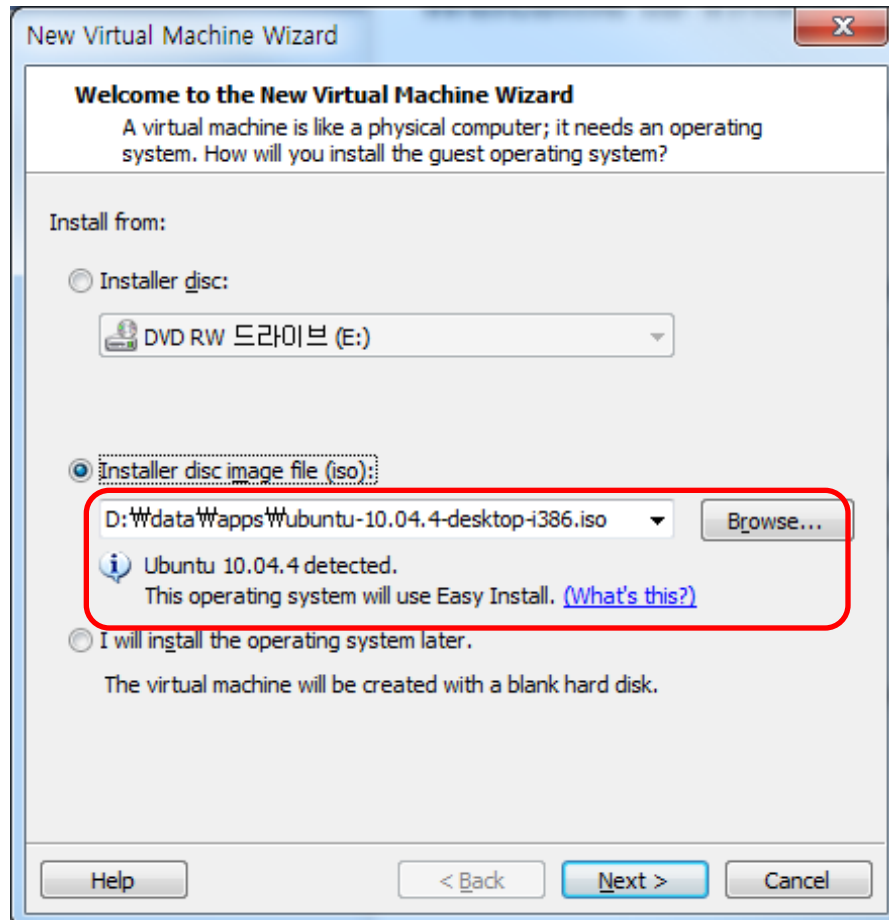 New Virtual Machine Wizard
Welcome to the New Virtual Machine Wizard
A virtual machine is like a physical computer; it needs an operating
system. How will you install the guest operating system?
Install from:
Installer disc:
DVD RW 드라이브 (E:)
Installer disc image file (iso):
D:₩data₩apps₩ubuntu-10.04.4-desktop-i386.iso
Browse...
Ubuntu 10.04.4 detected.
This operating system will use Easy Install. (What's this?)
I will install the operating system later.
The virtual machine will be created with a blank hard disk.
Help
< Back
Next >
Cancel